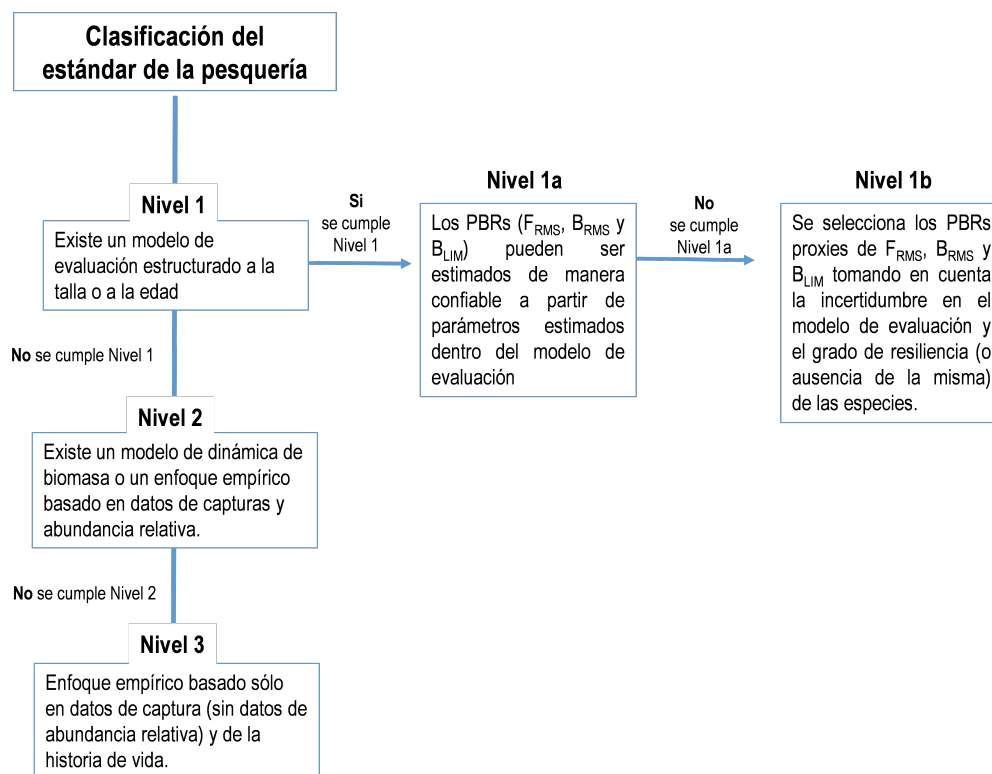 Clasificación del
estándar de la pesquería
Nivel 1
Existe un modelo de
evaluación estructurado a la
talla o a la edad
Si
se cumple
Nivel 1
Nivel 1a
Los PBRs (FRMS, BRMS y
BLIM) pueden ser
estimados de manera
confiable a partir de
parámetros estimados
dentro del modelo de
evaluación
No
se cumple
Nivel 1a
Nivel 1b
Se selecciona los PBRs
proxies de FRMS, BRMS y
BLIM tomando en cuenta
la incertidumbre en el
modelo de evaluación y
el grado de resiliencia (o
ausencia de la misma)
de las especies.
No se cumple Nivel 1
Nivel 2
Existe un modelo de dinámica de
biomasa o un enfoque empírico
basado en datos de capturas y
abundancia relativa.
No se cumple Nivel 2
Nivel 3
Enfoque empírico basado sólo
en datos de captura (sin datos de
abundancia relativa) y de la
historia de vida.